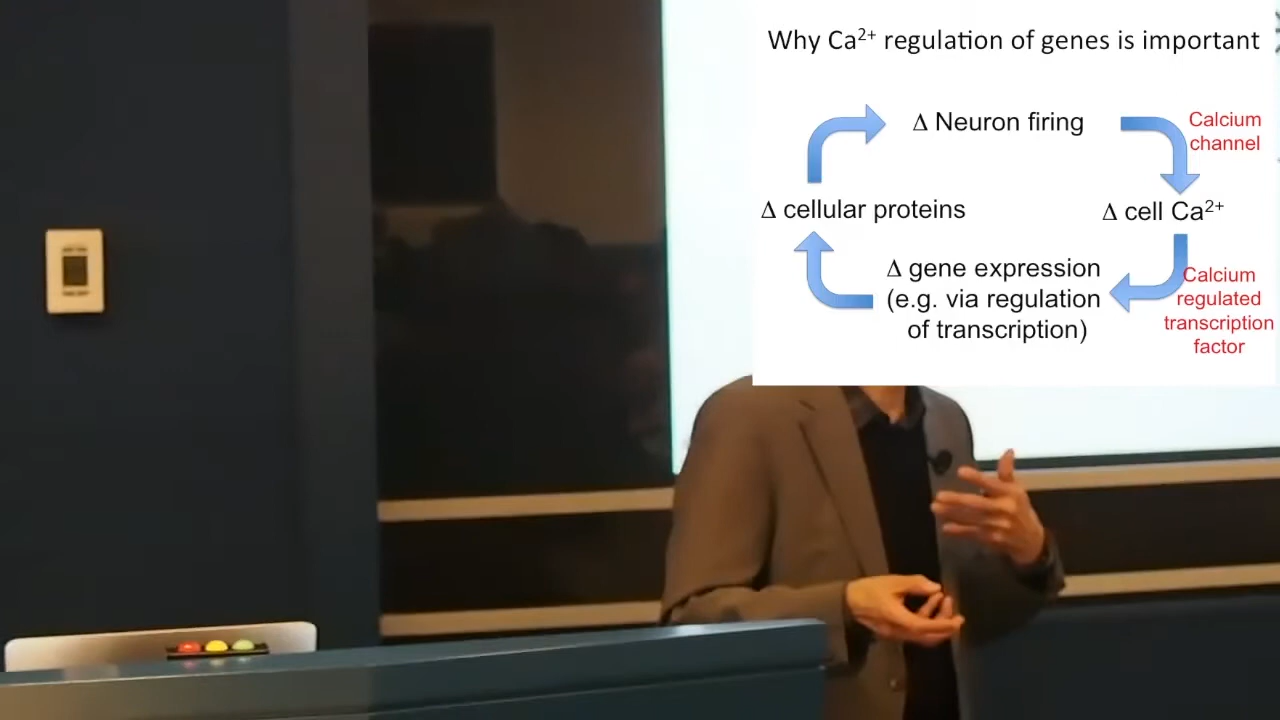 Why Ca²⁺ regulation of genes is important
Δ Neuron firing
Calcium
channel
Δ cellular proteins
Δ cell Ca²⁺
Δ gene expression
(e.g. via regulation
of transcription)
Calcium
regulated
transcription
factor